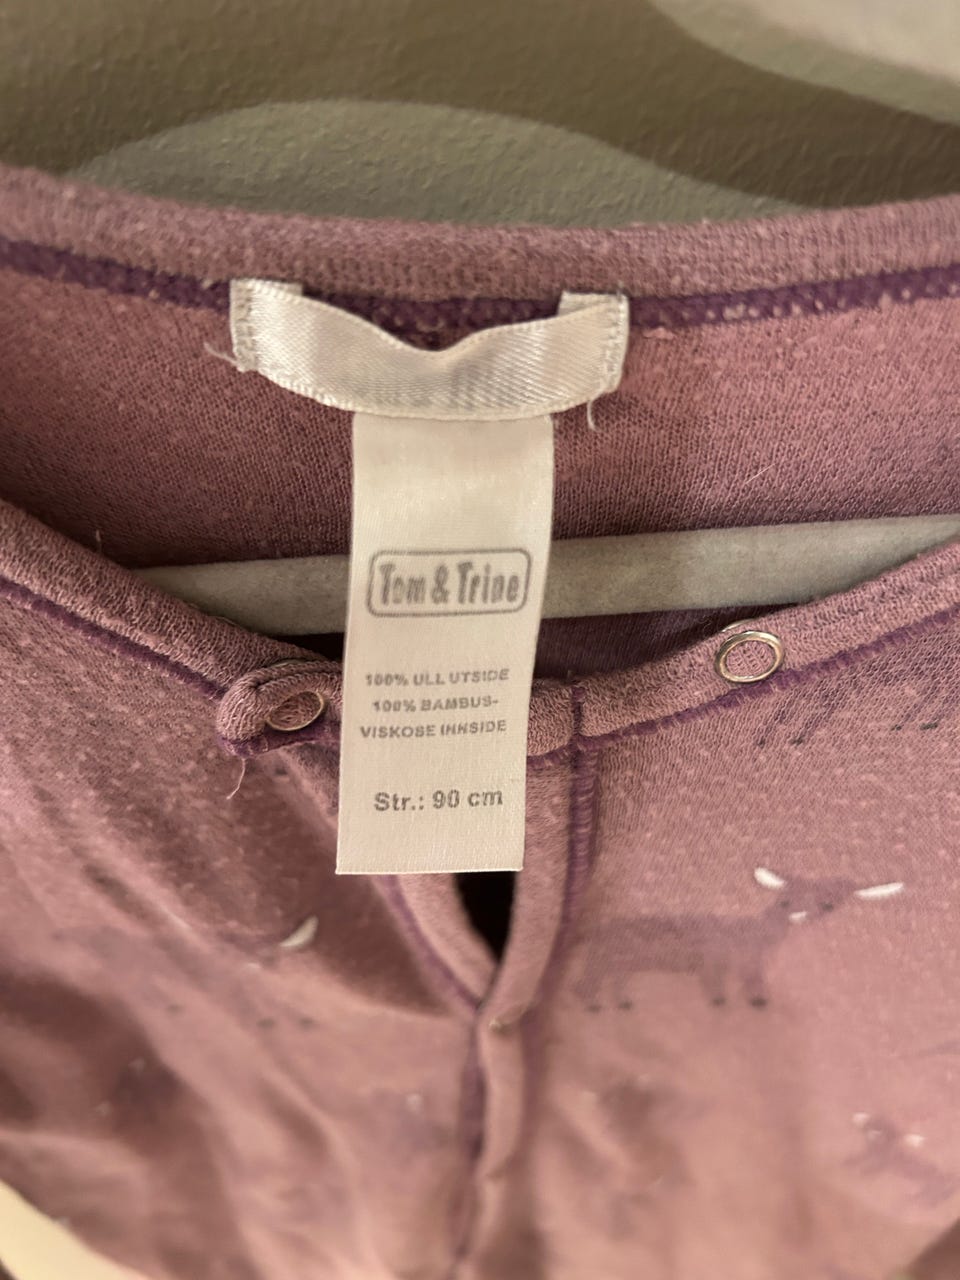 Tom & Trine
100% ULL UTSIDE
100% BAMBUS-
VISKOSE INNSIDE
Str.: 90 cm